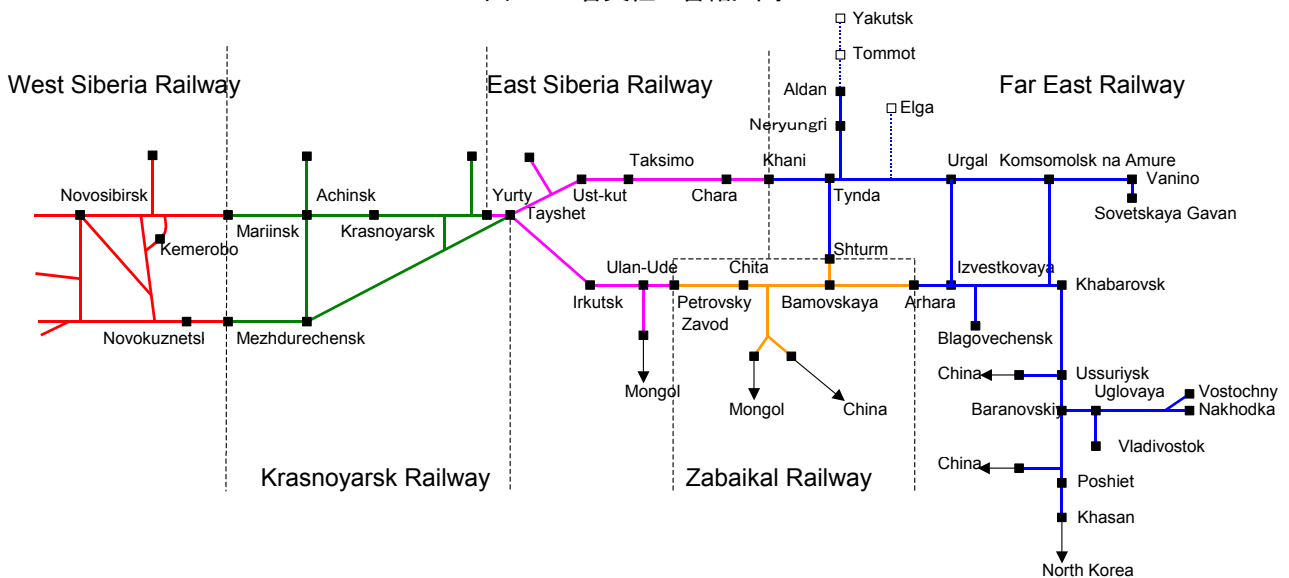 Yakutsk
Tommot
West Siberia Railway
East Siberia Railway
Far East Railway
Aldan
Elga
Neryungri
Taksimo
Khani
Urgal
Komsomolsk na Amure
Novosibirsk
Achinsk
Yurty
Ust-kut
Chara
Tynda
Vanino
Tayshet
Sovetskaya Gavan
Mariinsk
Krasnoyarsk
Kemerobo
Shturm
Ulan-Ude
Chita
Izvestkovaya
Irkutsk
Petrovsky
Zavod
Bamovskaya
Arhara
Khabarovsk
Novokuznetsl
Mezhdurechensk
Blagovechensk
China
Ussuriysk
Mongol
Uglovaya
Vostochny
Mongol
China
Baranovskiy
Nakhodka
Vladivostok
China
Krasnoyarsk Railway
Zabaikal Railway
Poshiet
Khasan
North Korea